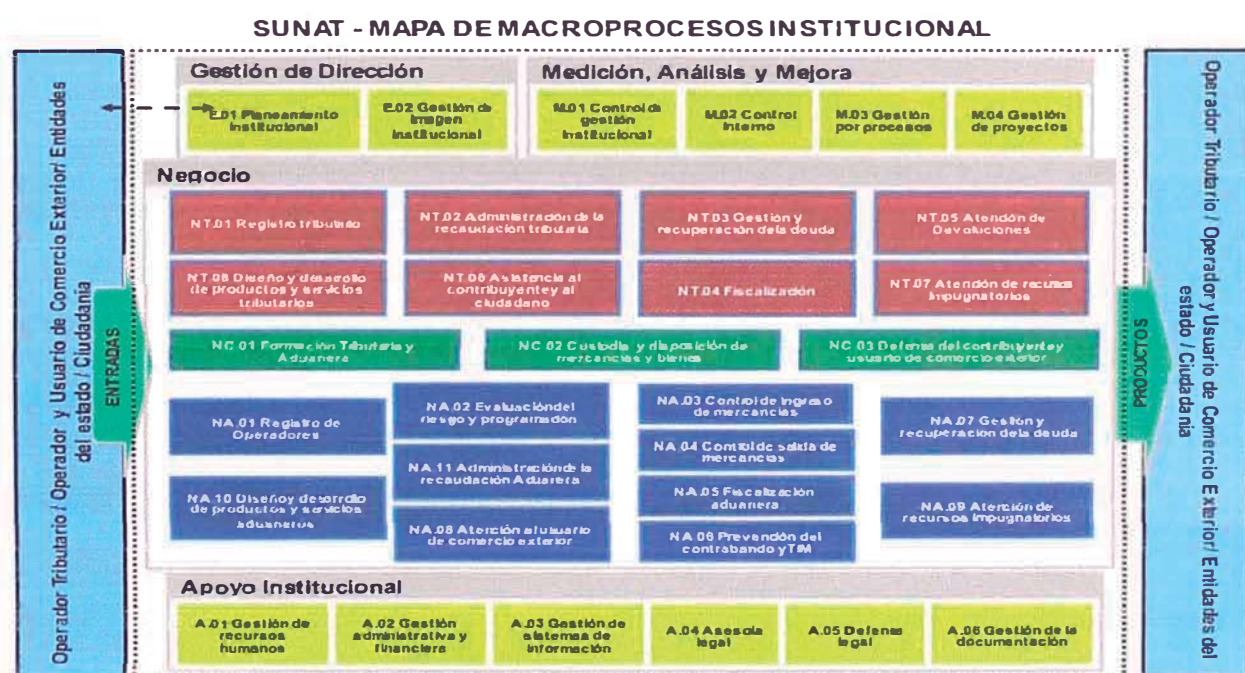 SUNAT - MAPA DE MACROPROCESOS INSTITUCIONAL
Operador Tributario / Operador y Usuario de Comercio Exterior/ Entidades
del estado / Ciudadania
ENTRADAS
Gestión de Dirección
E.01 Planeamiento
Institucional
E.02 Gestión de
Imagen
Institucional
Medición, Análisis y Mejora
M.01 Control de
gestión
Institucional
M.02 Control
Interno
M.03 Gestión
por procesos
M.04 Gestión
de proyectos
Negocio
NT.01 Registro tributario
NT.02 Administración de la
recaudación tributaria
NT.03 Gestión y
recuperación de la deuda
NT.05 Atención de
Devoluciones
NT.08 Diseño y desarrollo
de productos y servicios
tributarios
NT.06 Asistencia al
contribuyente y al
ciudadano
NT.04 Fiscalización
NT.07 Atención de recursos
Impugnatorios
NC.01 Formación Tributaria y
Aduanera
NC.02 Custodia y disposición de
mercancías y bienes
NC.03 Defensa del contribuyente y
usuario de comercio exterior
NA.01 Registro de
Operadores
NA.10 Diseño y desarrollo
de productos y servicios
aduaneros
NA.02 Evaluación del
riesgo y programación
NA.11 Administración de la
recaudación Aduanera
NA.08 Atención al usuario
de comercio exterior
NA.03 Control de ingreso
de mercancías
NA.04 Control de salida de
mercancías
NA.05 Fiscalización
aduanera
NA.06 Prevención del
contrabando y TIM
NA.07 Gestión y
recuperación de la deuda
NA.09 Atención de
recursos Impugnatorios
Apoyo Institucional
A.01 Gestión de
recursos
humanos
A.02 Gestión
administrativa y
financiera
A.03 Gestión de
sistemas de
información
A.04 Asesoía
legal
A.05 Defensa
legal
A.06 Gestión de la
documentación
PRODUCTOS
Operador Tributario / Operador y Usuario de Comercio Exterior/ Entidades del
estado / Ciudadania